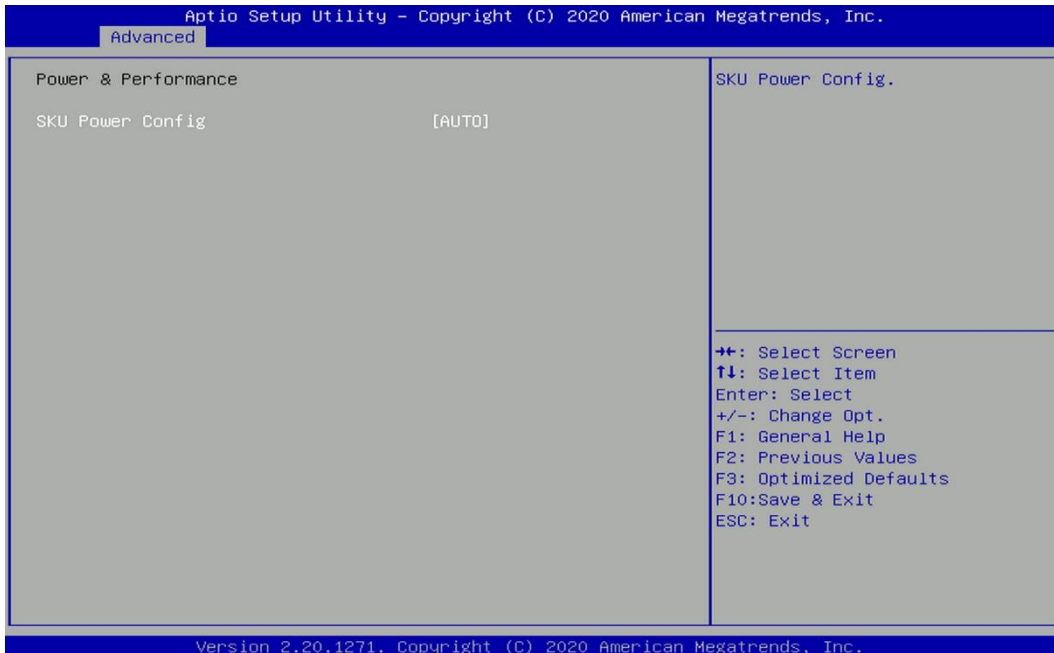 Aptio Setup Utility – Copyright (C) 2020 American Megatrends, Inc.
Advanced
Power & Performance
SKU Power Config [AUTO]
SKU Power Config.
→←: Select Screen
↑↓: Select Item
Enter: Select
+/-: Change Opt.
F1: General Help
F2: Previous Values
F3: Optimized Defaults
F10:Save & Exit
ESC: Exit
Version 2.20.1271. Copyright (C) 2020 American Megatrends, Inc.